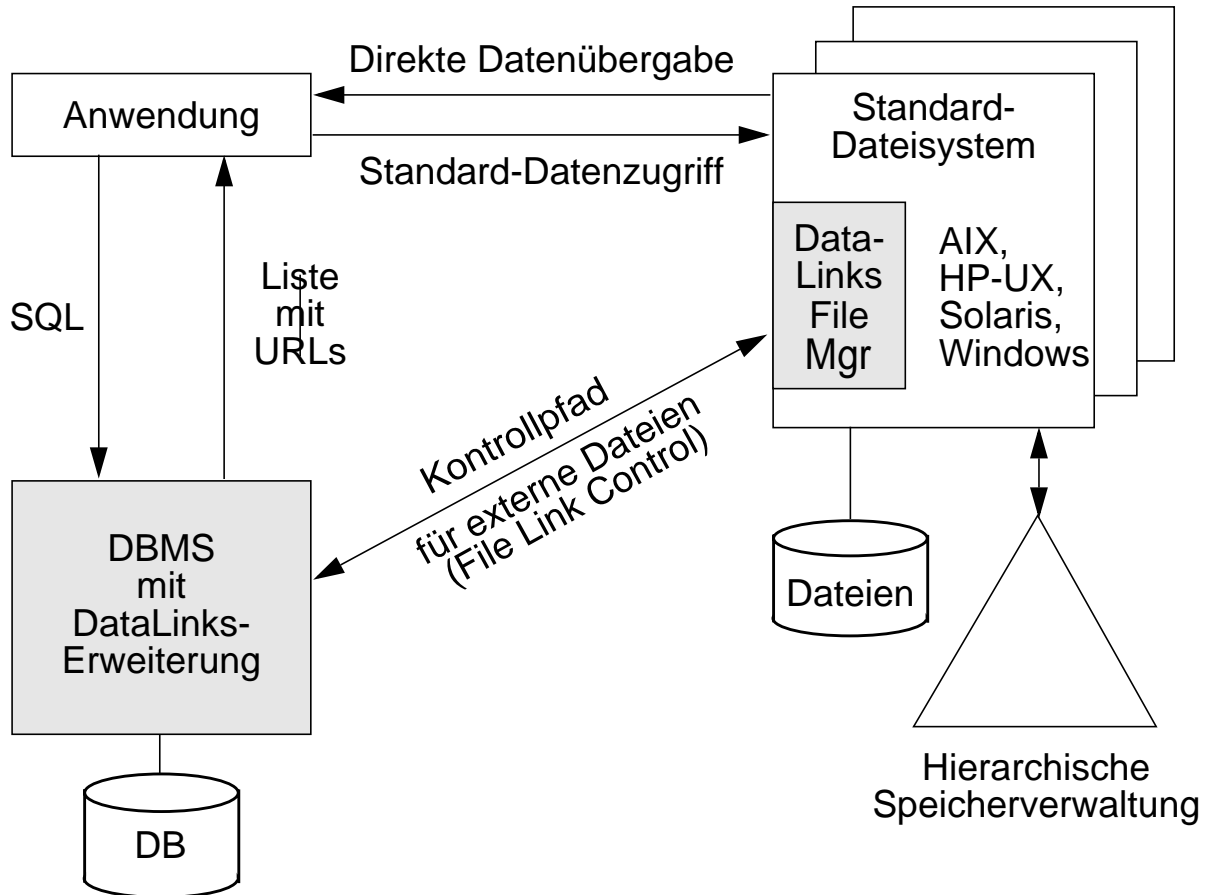 Direkte Datenübergabe
Anwendung
Standard-
Dateisystem
Standard-Datenzugriff
Data-
Links
File
Mgr
AIX,
HP-UX,
Solaris,
Windows
SQL
Liste
mit
URLs
Kontrollpfad
für externe Dateien
(File Link Control)
DBMS
mit
DataLinks-
Erweiterung
Dateien
Hierarchische
Speicherverwaltung
DB